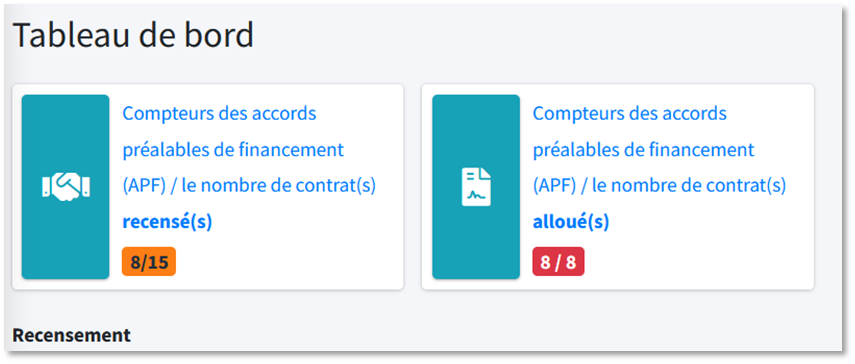 Tableau de bord
Compteurs des accords
préalables de financement
(APF) / le nombre de contrat(s)
recensé(s)
8/15
Compteurs des accords
préalables de financement
(APF) / le nombre de contrat(s)
alloué(s)
8 / 8
Recensement